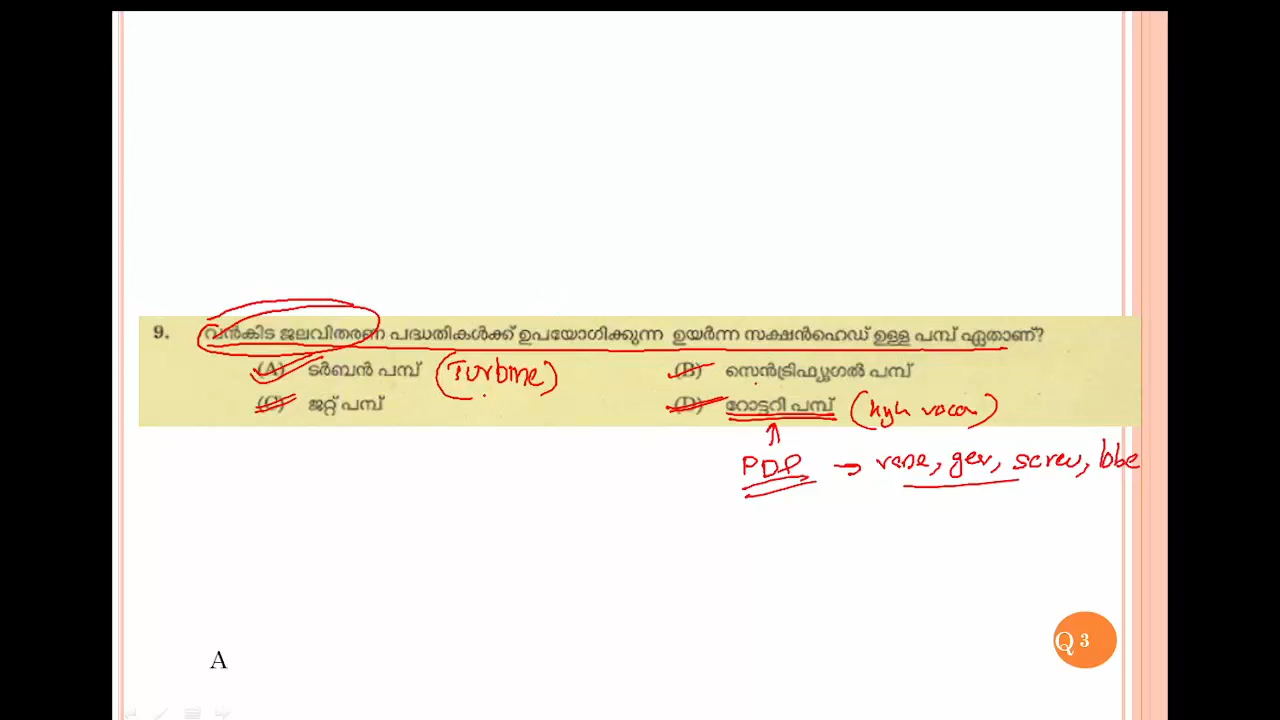 9. വൻകിട ജലവിതരണ പദ്ധതികൾക്ക് ഉപയോഗിക്കുന്ന ഉയർന്ന സക്ഷൻഹെഡ് ഉള്ള പമ്പ് ഏതാണ്?
(A) ടർബൻ പമ്പ് (Turbine) (B) സെൻട്രിഫ്യുഗൽ പമ്പ്
(C) ജറ്റ് പമ്പ് (D) റോട്ടറി പമ്പ് (high
PDP → vane, gear, screw, lobe
Q 3
A